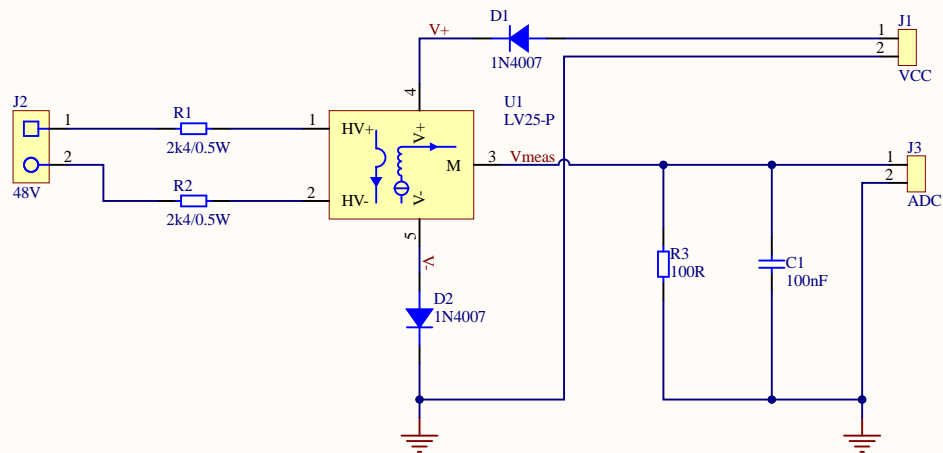 D1
V+
1N4007
1
2
J1
VCC
4
U1
LV25-P
J2
1
2
48V
R1
2k4/0.5W
R2
2k4/0.5W
1
2
HV+
HV-
V+
V-
M
3
Vmeas
1
2
J3
ADC
5
V-
D2
1N4007
R3
100R
C1
100nF